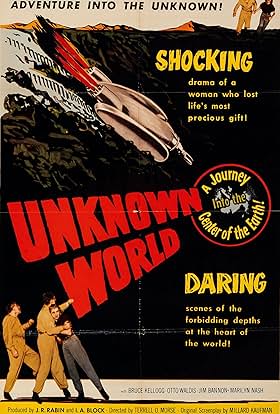 ADVENTURE INTO THE UNKNOWN!
SHOCKING
drama of a
woman who lost
life's most
precious gift!
UNKNOWN
WORLD
A Journey
Into the
Center of the Earth!
DARING
scenes of the
forbidding depths
at the heart of
the world!
with BRUCE KELLOGG · OTTO WALDIS · JIM BANNON · MARILYN NASH
Produced by J. R. RABIN and I. A. BLOCK · Directed by TERRELL O. MORSE · Original Screenplay by MILLARD KAUFMAN